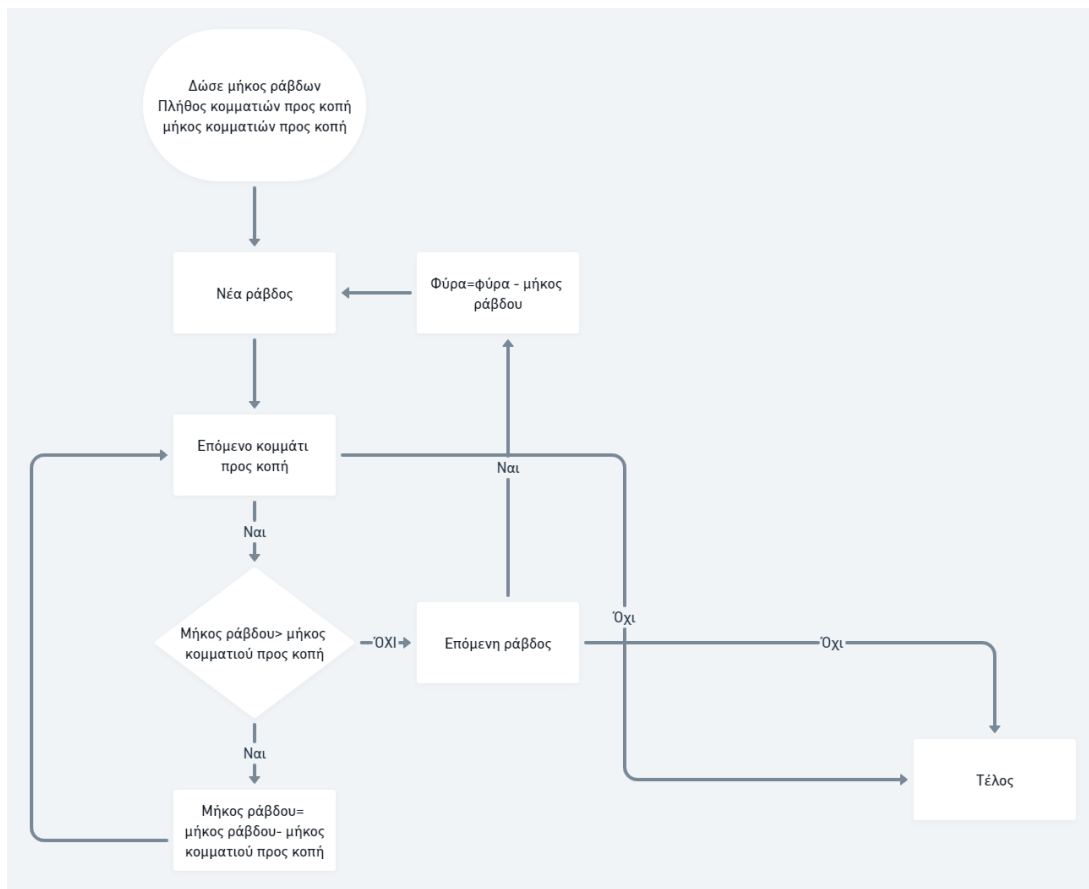 Δώσε μήκος ράβδων
Πλήθος κομματιών προς κοπή
μήκος κομματιών προς κοπή
Νέα ράβδος
Φύρα=φύρα - μήκος
ράβδου
Επόμενο κομμάτι
προς κοπή
Ναι
Ναι
Μήκος ράβδου> μήκος
κομματιού προς κοπή
ΌΧΙ
Επόμενη ράβδος
Όχι
Όχι
Ναι
Τέλος
Μήκος ράβδου=
μήκος ράβδου- μήκος
κομματιού προς κοπή